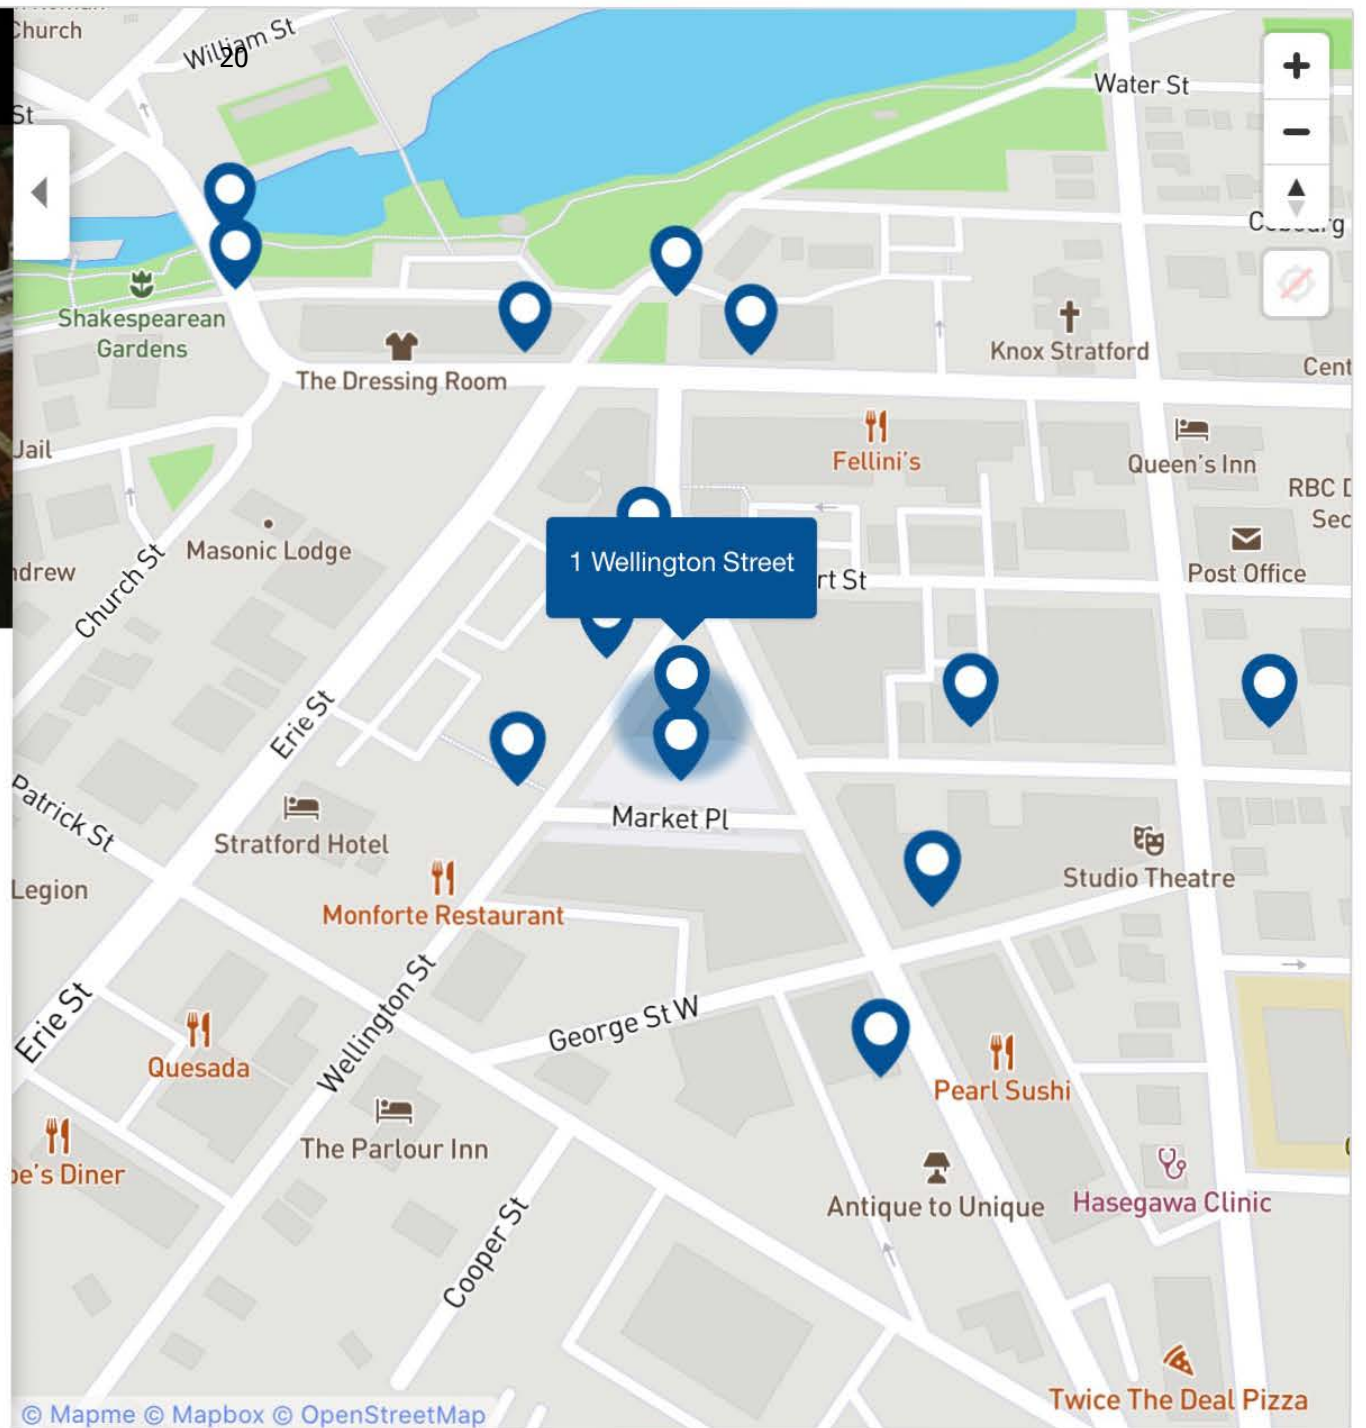 Church
William St
20
St
Water St
Shakespearean
Gardens
The Dressing Room
Knox Stratford
Cent
Jail
Fellini's
Queen's Inn
RBC
Sec
Masonic Lodge
Post Office
ndrew
Church St
1 Wellington Street
rt St
Erie St
Patrick St
Market Pl
Stratford Hotel
Legion
Monforte Restaurant
Studio Theatre
Erie St
Wellington St
George St W
Quesada
Pearl Sushi
The Parlour Inn
oe's Diner
Antique to Unique
Hasegawa Clinic
Cooper St
Twice The Deal Pizza
© Mapme © Mapbox © OpenStreetMap